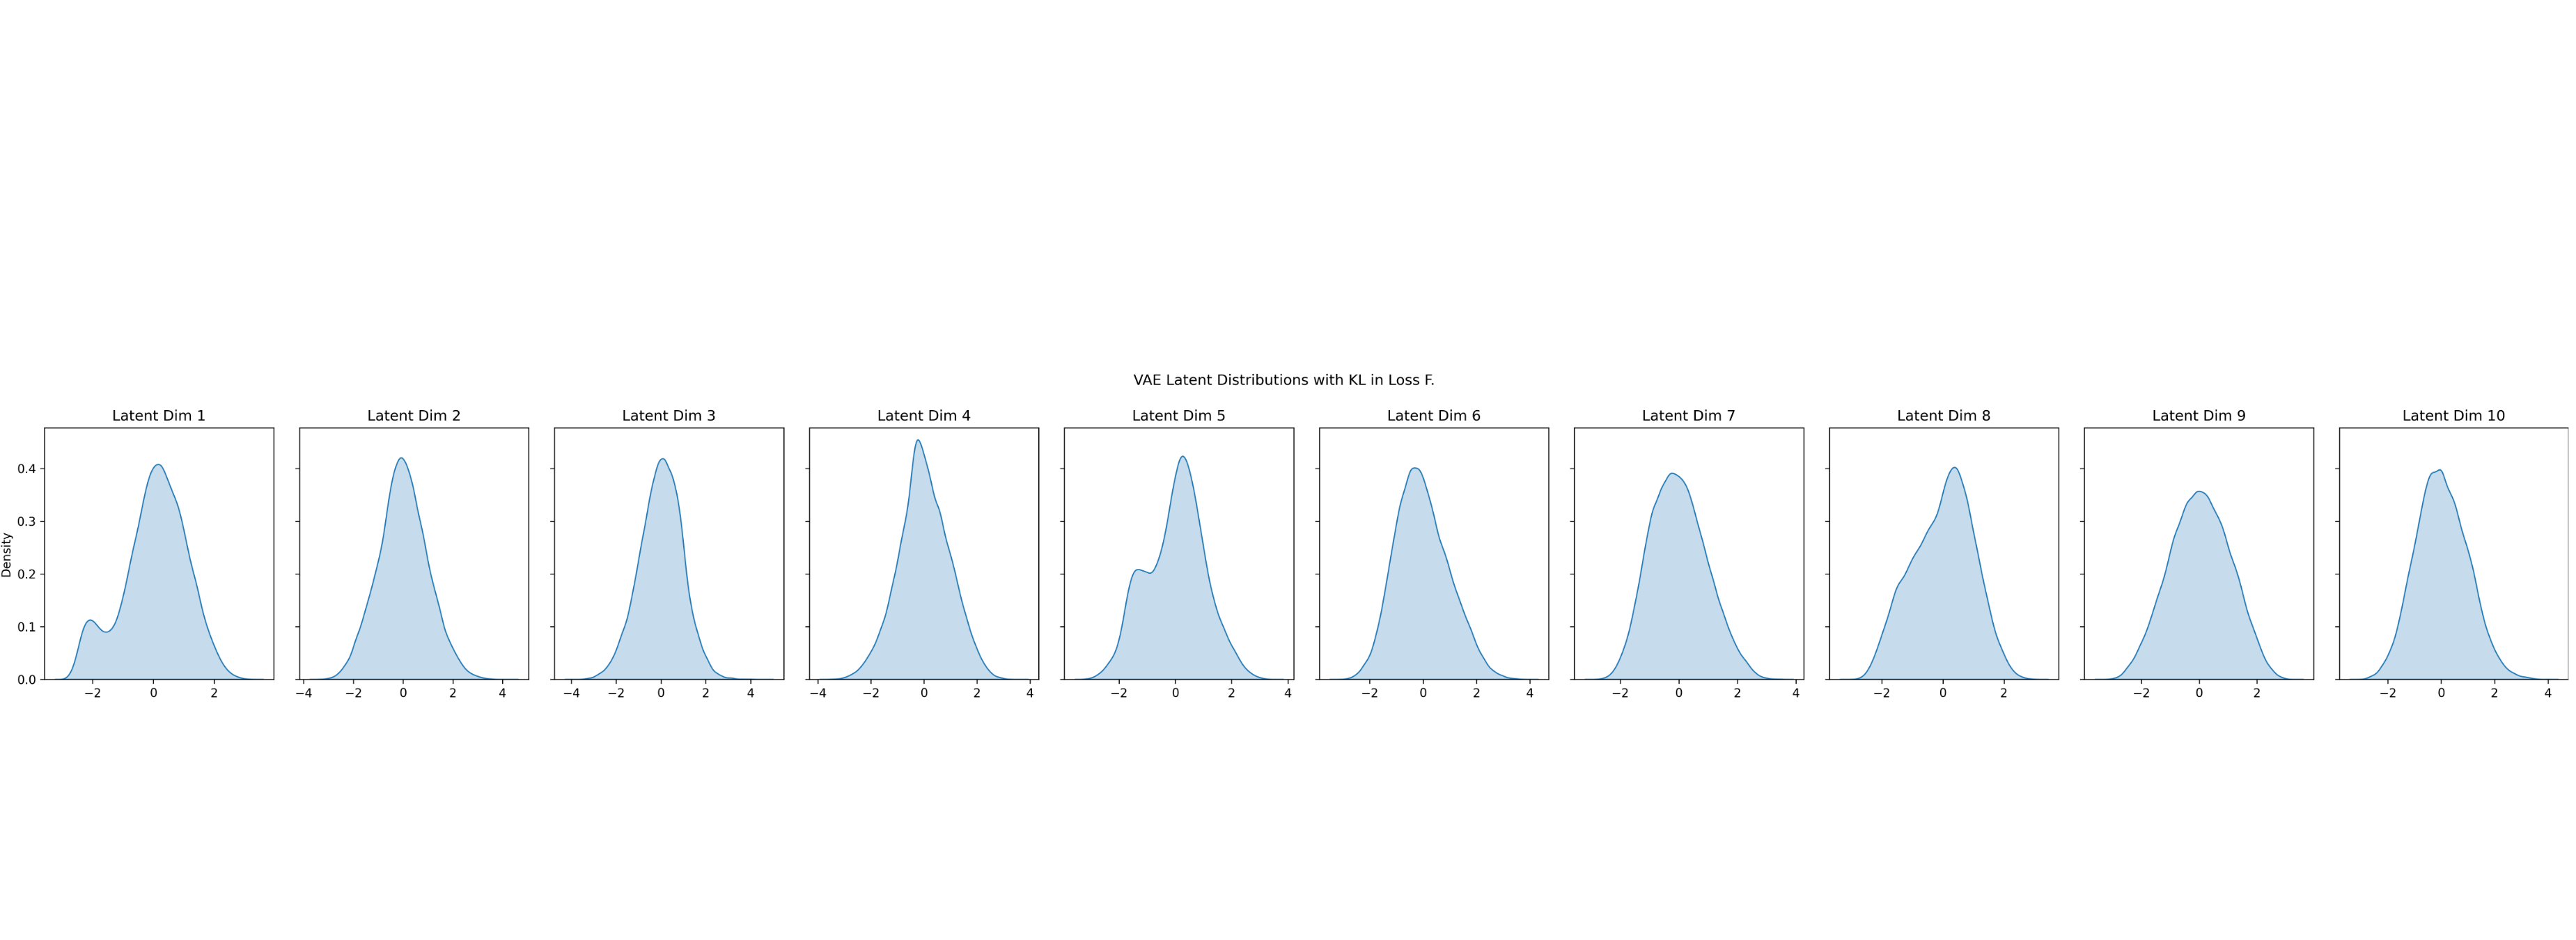 VAE Latent Distributions with KL in Loss F.
Latent Dim 1 Latent Dim 2 Latent Dim 3 Latent Dim 4 Latent Dim 5 Latent Dim 6 Latent Dim 7 Latent Dim 8 Latent Dim 9 Latent Dim 10
0.4
0.3
0.2
0.1
0.0
Density
−2 0 2 −4 −2 0 2 4 −4 −2 0 2 4 −4 −2 0 2 4 −2 0 2 4 −2 0 2 4 −2 0 2 4 −2 0 2 −2 0 2 −2 0 2 4